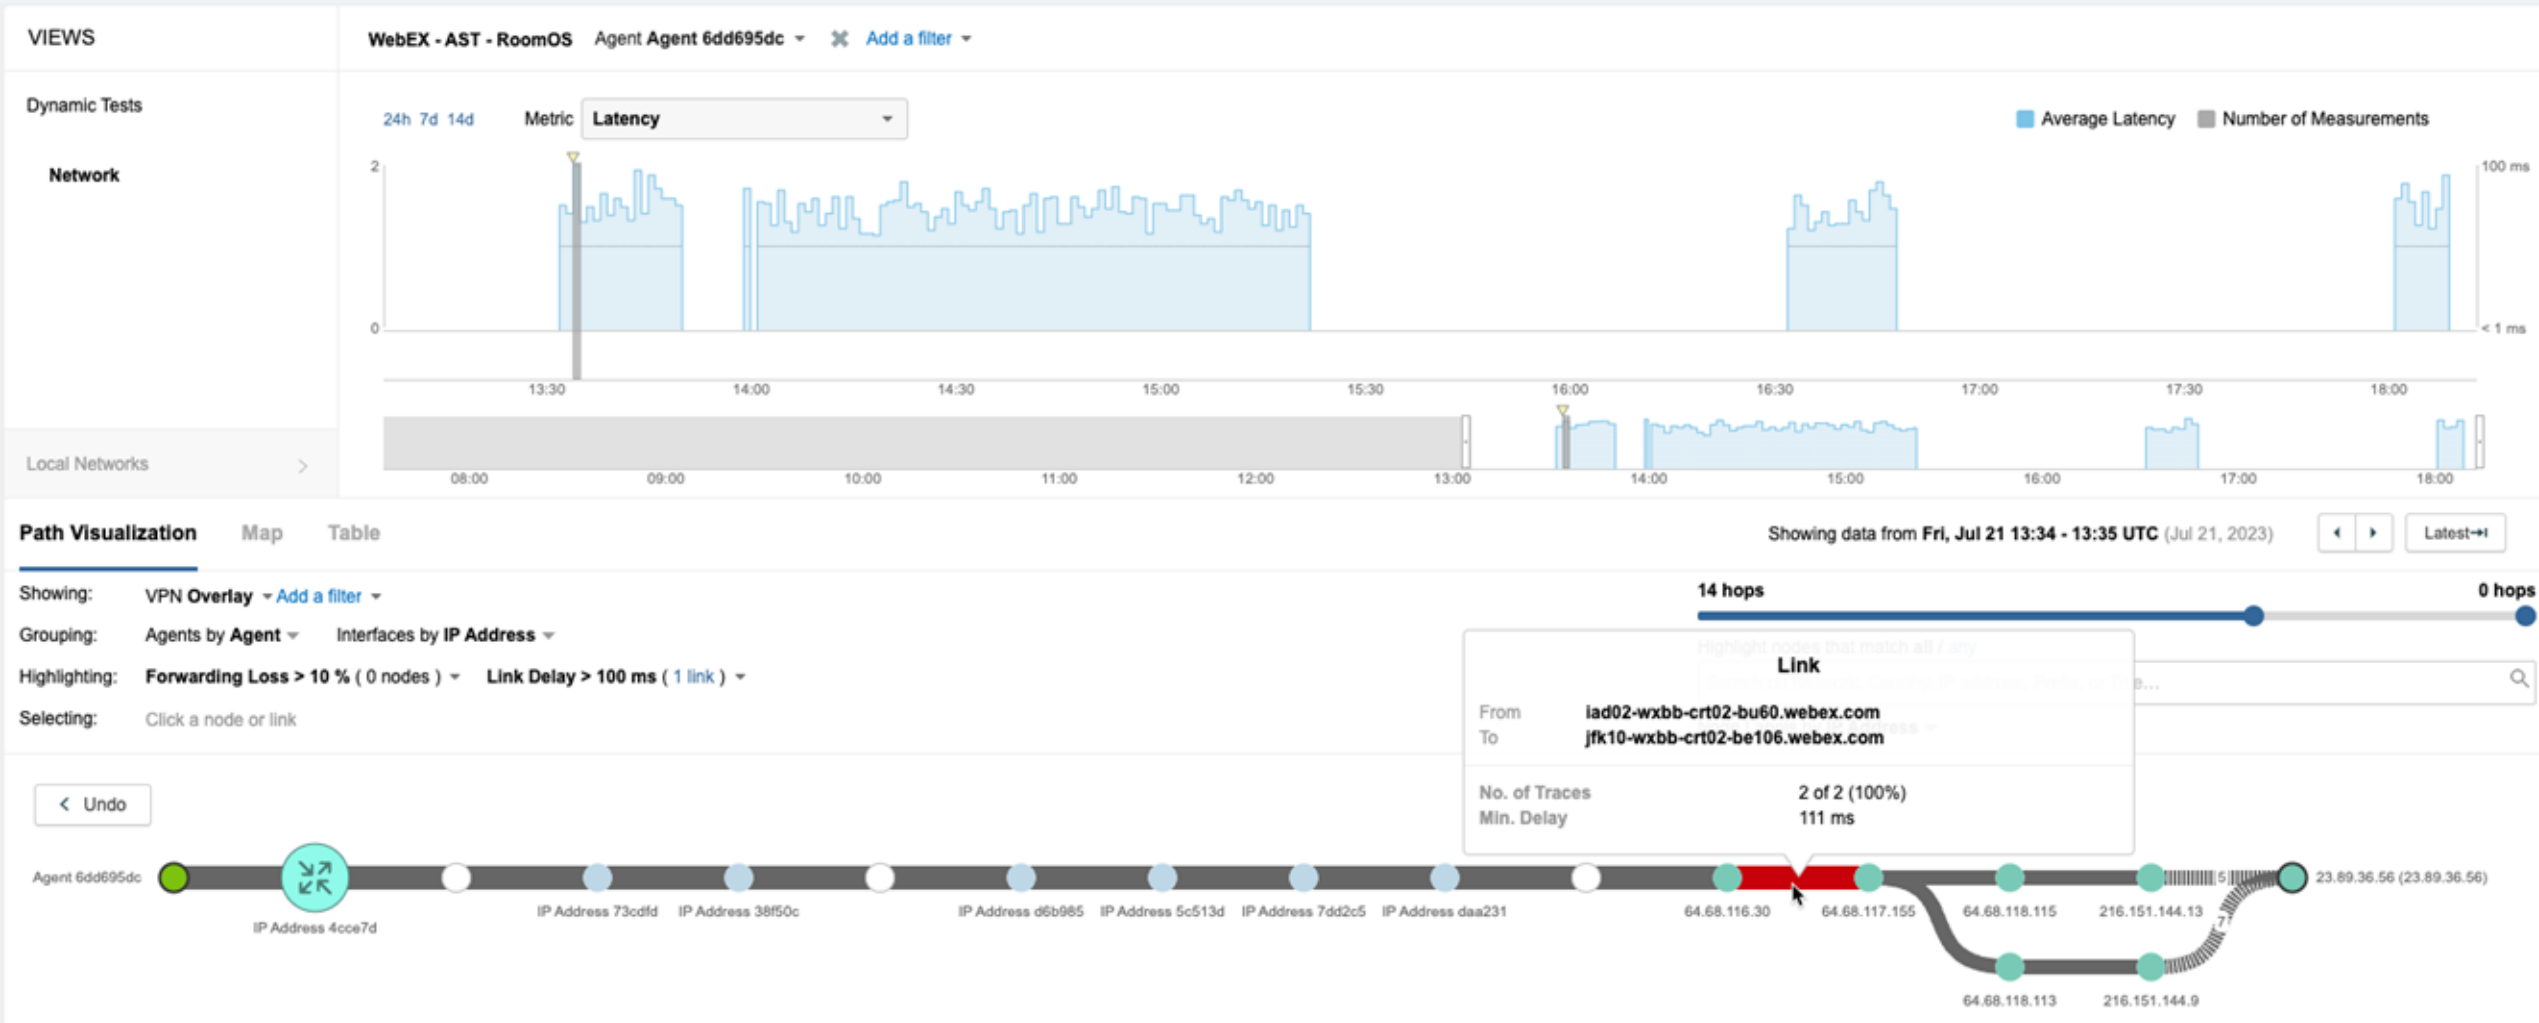 VIEWS
WebEX - AST - RoomOS Agent Agent 6dd695dc Add a filter
Dynamic Tests
Network
Local Networks
24h 7d 14d Metric Latency
Average Latency Number of Measurements
2
100 ms
0
< 1 ms
13:30 14:00 14:30 15:00 15:30 16:00 16:30 17:00 17:30 18:00
08:00 09:00 10:00 11:00 12:00 13:00 14:00 15:00 16:00 17:00 18:00
Path Visualization Map Table
Showing data from Fri, Jul 21 13:34 - 13:35 UTC (Jul 21, 2023)
Latest
Showing: VPN Overlay Add a filter
Grouping: Agents by Agent Interfaces by IP Address
Highlighting: Forwarding Loss > 10 % ( 0 nodes ) Link Delay > 100 ms ( 1 link )
Selecting: Click a node or link
14 hops 0 hops
Highlight nodes that match all / any
Link
From iad02-wxbb-crt02-bu60.webex.com
To jfk10-wxbb-crt02-be106.webex.com
No. of Traces 2 of 2 (100%)
Min. Delay 111 ms
Undo
Agent 6dd695dc
IP Address 4cce7d
IP Address 73cdfd
IP Address 38f50c
IP Address d6b985
IP Address 5c513d
IP Address 7dd2c5
IP Address daa231
64.68.116.30
64.68.117.155
64.68.118.115
216.151.144.13
5
23.89.36.56 (23.89.36.56)
7
64.68.118.113
216.151.144.9